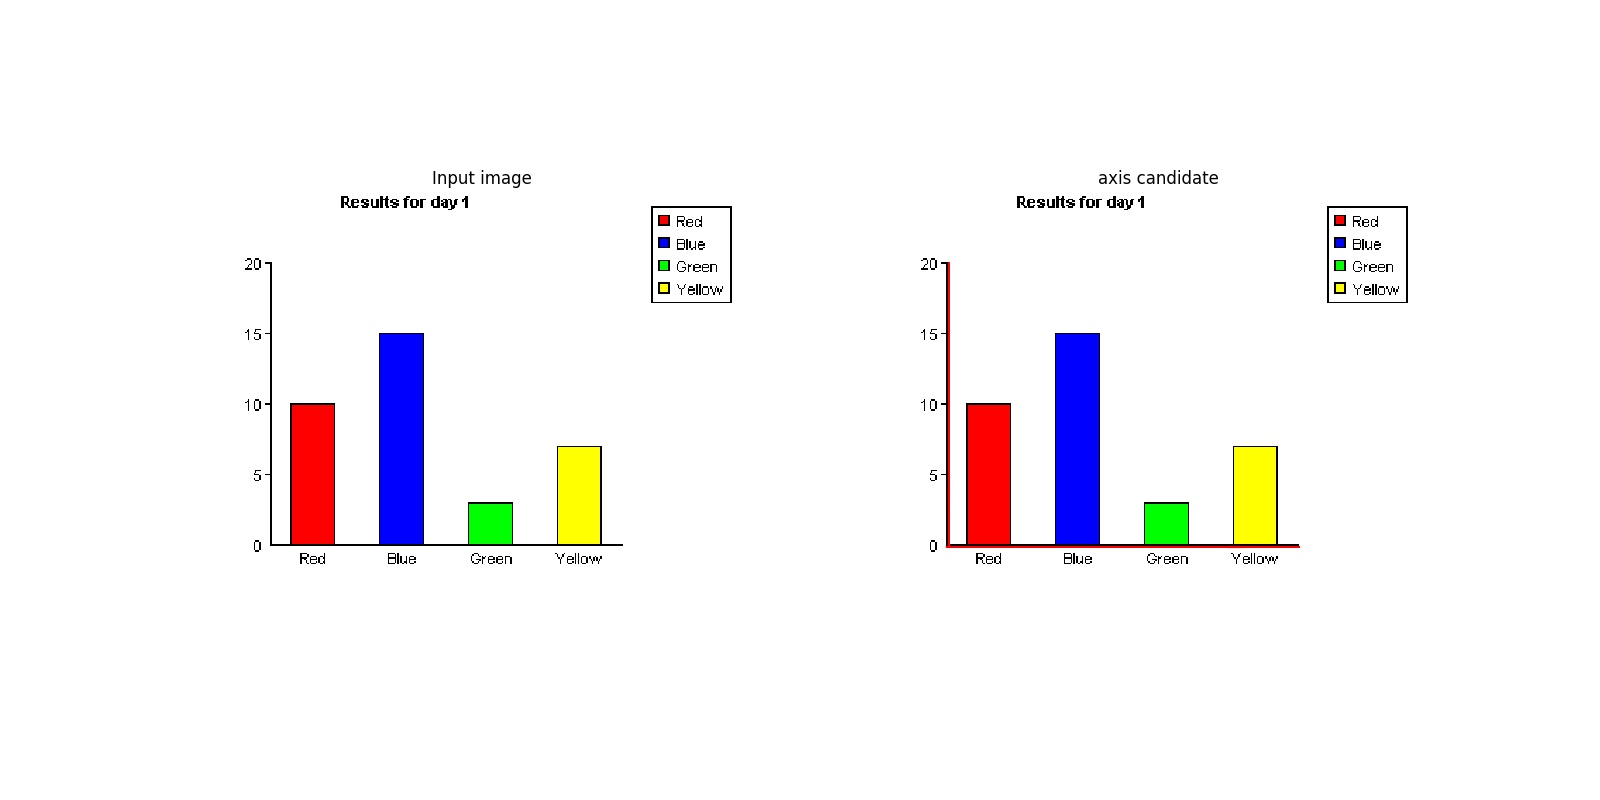 Input image
Results for day 1
Red
Blue
Green
Yellow
20
15
10
5
0
Red Blue Green Yellow
axis candidate
Results for day 1
Red
Blue
Green
Yellow
20
15
10
5
0
Red Blue Green Yellow